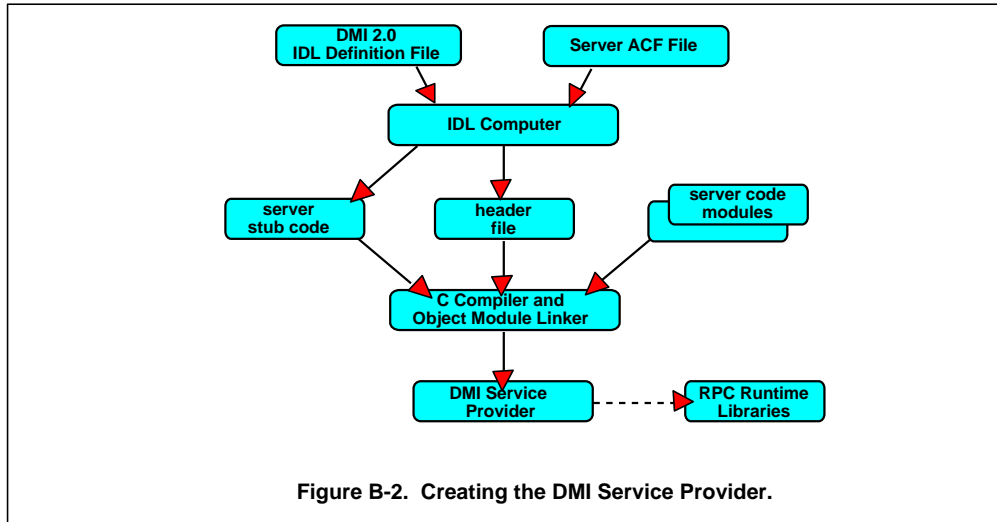 DMI 2.0
IDL Definition File
Server ACF File
IDL Computer
server
stub code
header
file
server code
modules
C Compiler and
Object Module Linker
DMI Service
Provider
RPC Runtime
Libraries
Figure B-2. Creating the DMI Service Provider.